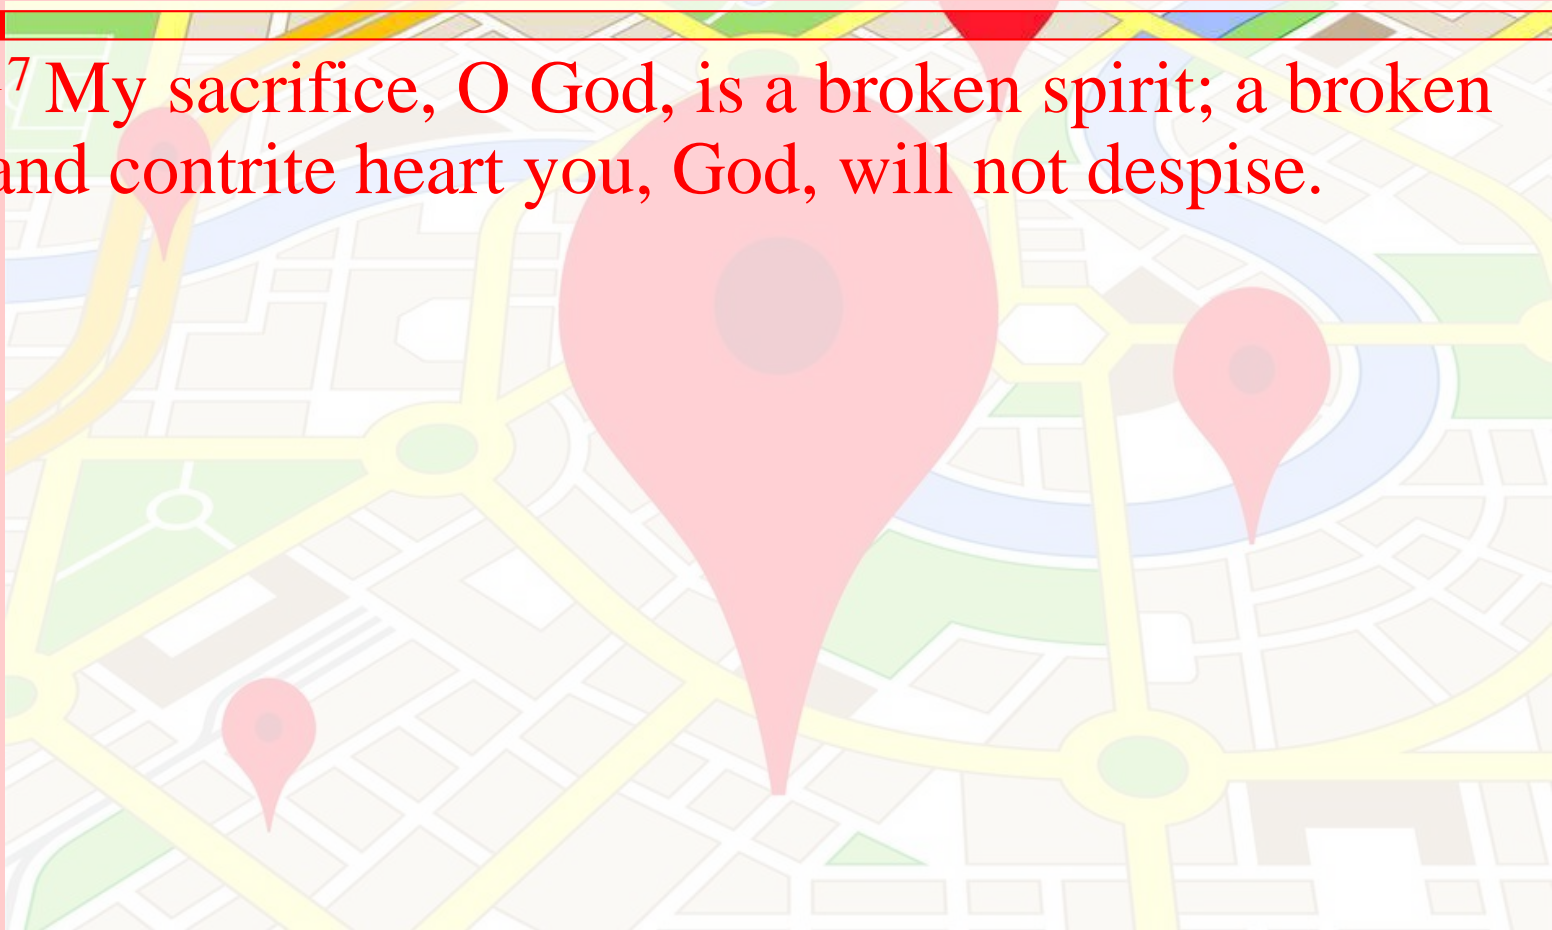 7 My sacrifice, O God, is a broken spirit; a broken
and contrite heart you, God, will not despise.